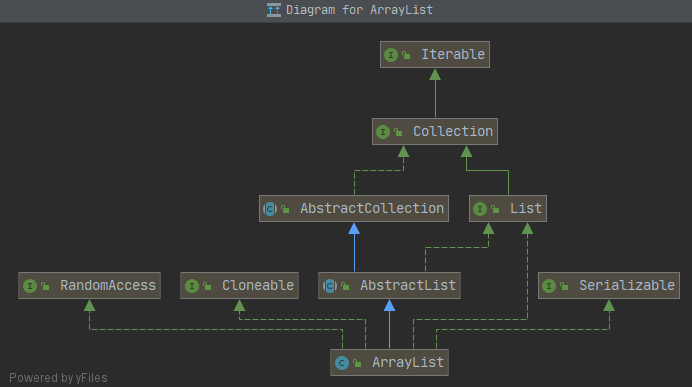 Diagram for ArrayList
I Iterable
I Collection
C AbstractCollection
I List
I RandomAccess
I Cloneable
C AbstractList
I Serializable
C ArrayList
Powered by yFiles